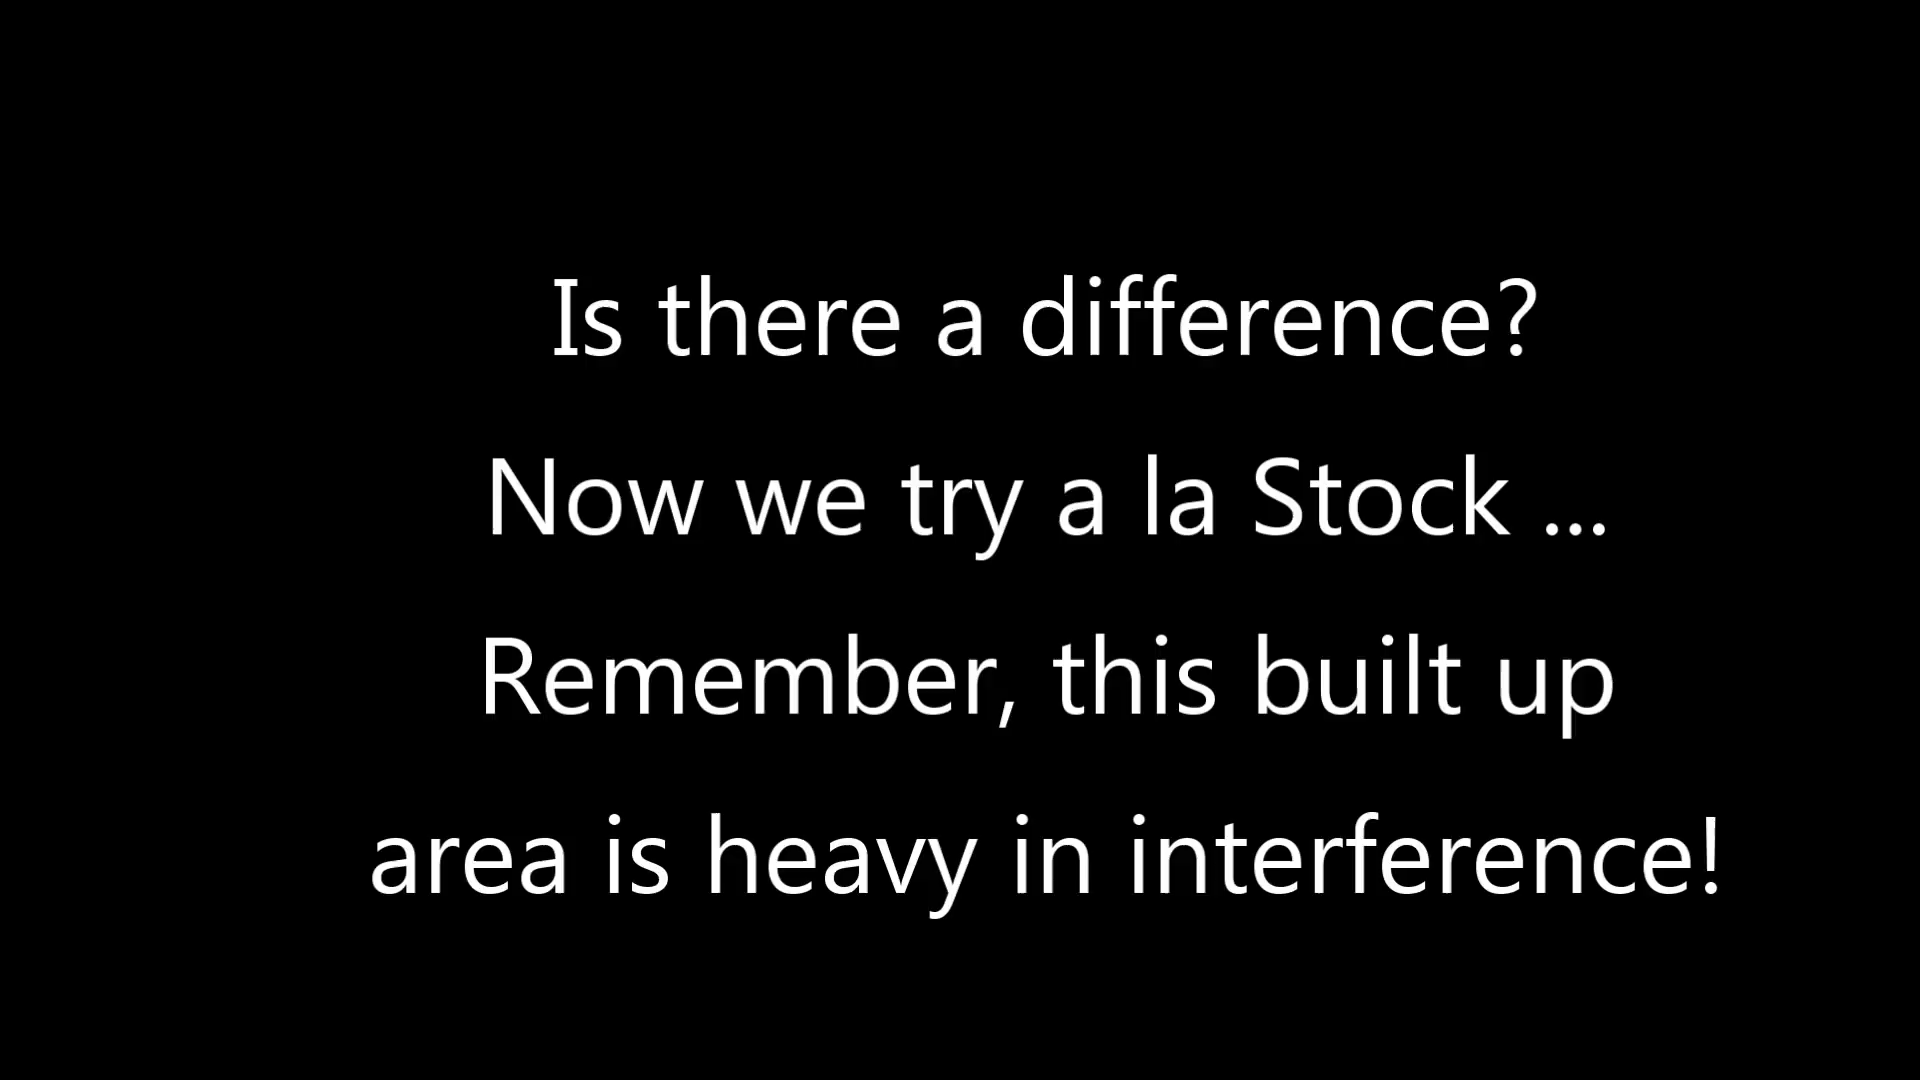 Is there a difference?
Now we try a la Stock ...
Remember, this built up
area is heavy in interference!